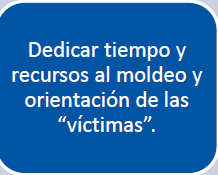 Dedicar tiempo y
recursos al moldeo y
orientación de las
“víctimas”.